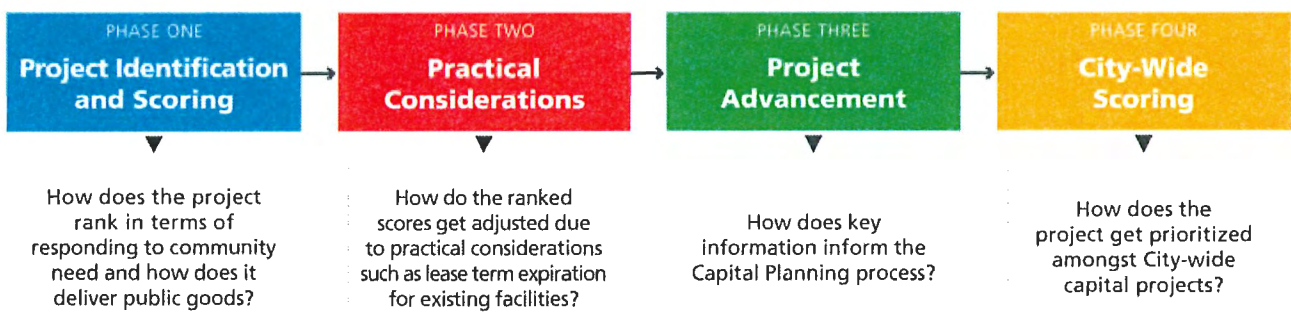 PHASE ONE
Project Identification
and Scoring
How does the project
rank in terms of
responding to community
need and how does it
deliver public goods?
PHASE TWO
Practical
Considerations
How do the ranked
scores get adjusted due
to practical considerations
such as lease term expiration
for existing facilities?
PHASE THREE
Project
Advancement
How does key
information inform the
Capital Planning process?
PHASE FOUR
City-Wide
Scoring
How does the
project get prioritized
amongst City-wide
capital projects?